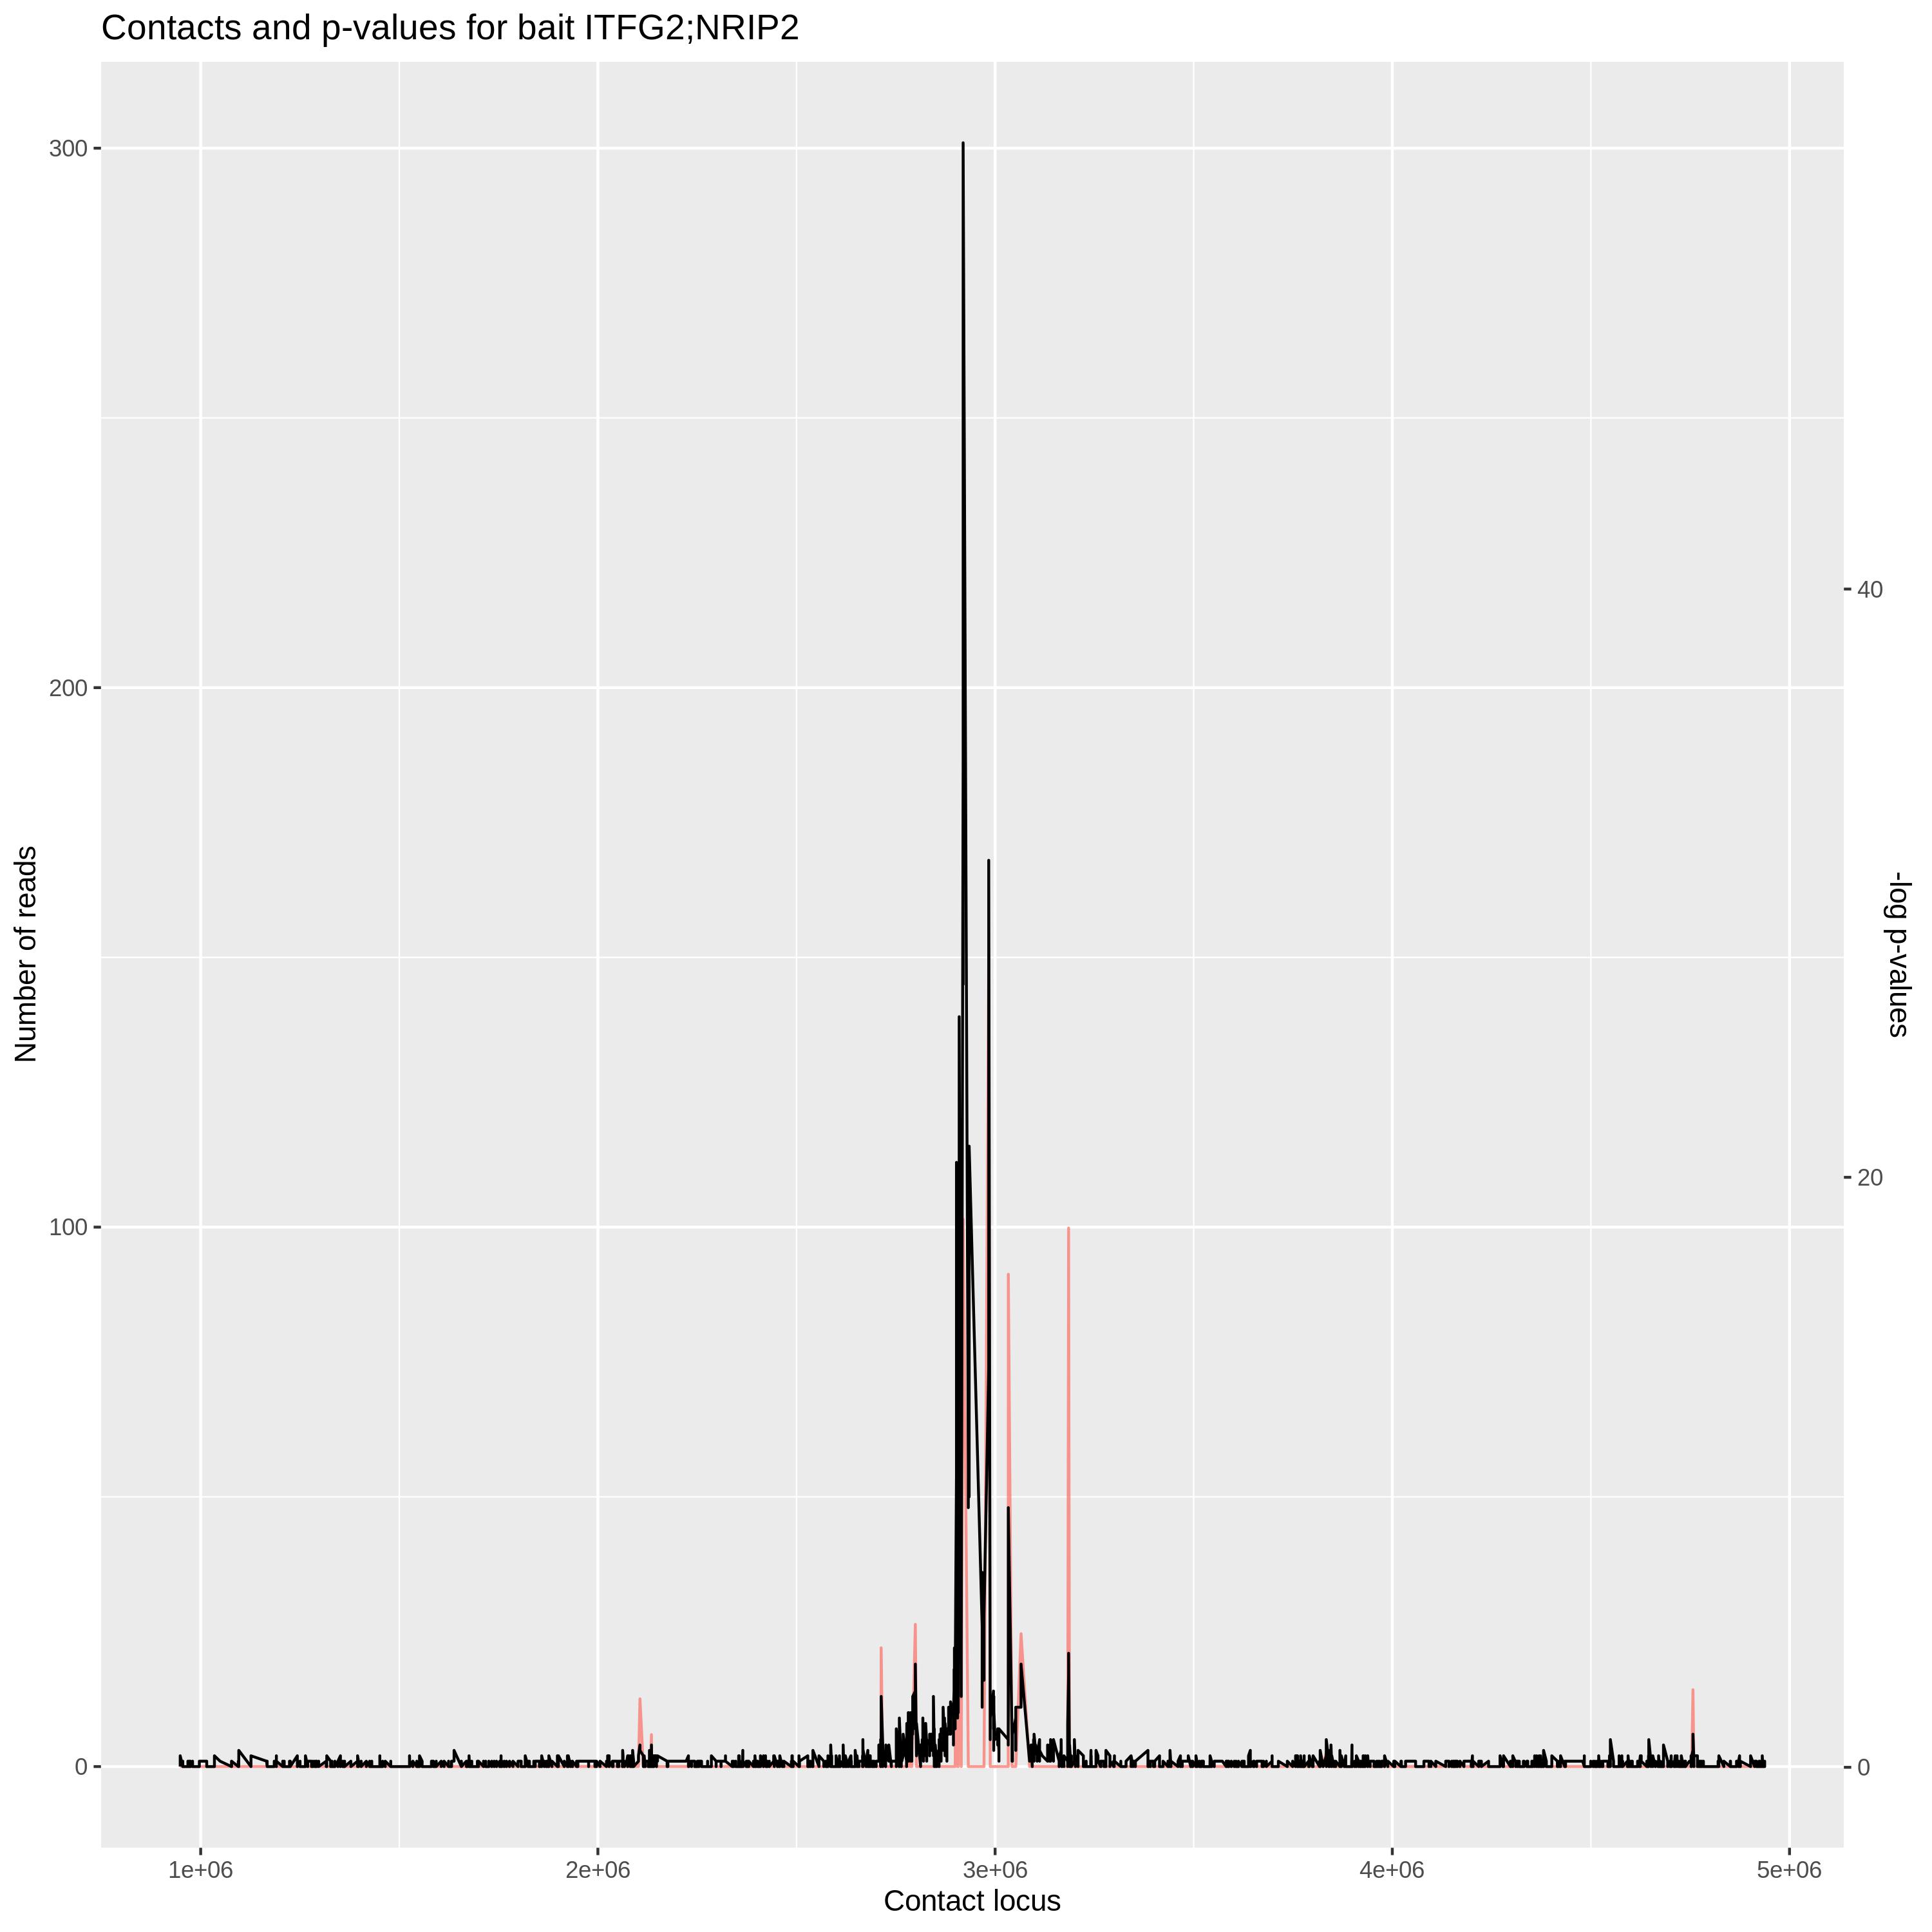 Contacts and p-values for bait ITFG2;NRIP2
Number of reads
300
200
100
0
40
20
0
-log p-values
1e+06 2e+06 3e+06 4e+06 5e+06
Contact locus